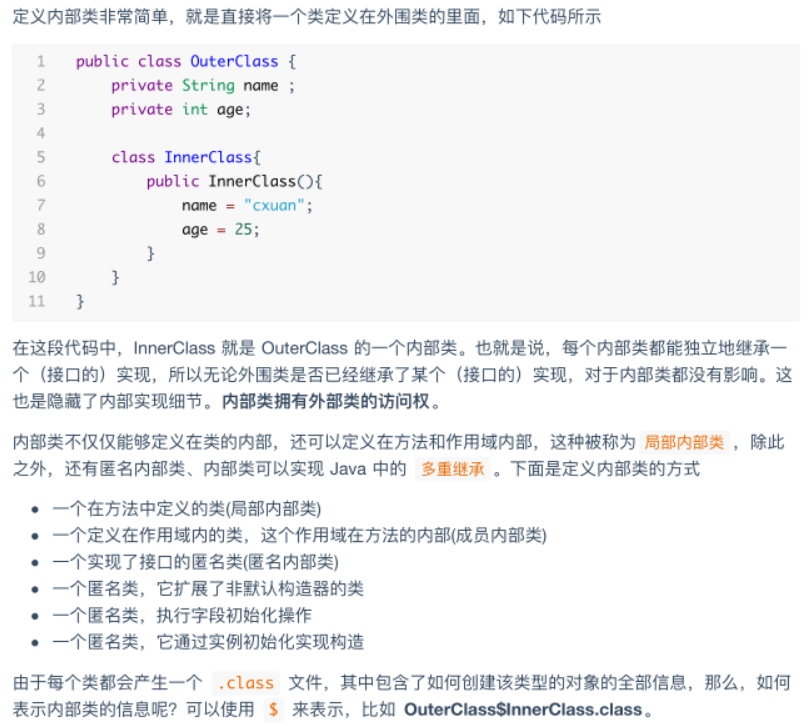 定义内部类非常简单，就是直接将一个类定义在外围类的里面，如下代码所示
1 public class OuterClass {
2 private String name ;
3 private int age;
4
5 class InnerClass{
6 public InnerClass(){
7 name = "cxuan";
8 age = 25;
9 }
10 }
11 }
在这段代码中，InnerClass 就是 OuterClass 的一个内部类。也就是说，每个内部类都能独立地继承一
个（接口的）实现，所以无论外围类是否已经继承了某个（接口的）实现，对于内部类都没有影响。这
也是隐藏了内部实现细节。内部类拥有外部类的访问权。
内部类不仅仅能够定义在类的内部，还可以定义在方法和作用域内部，这种被称为 局部内部类 ，除此
之外，还有匿名内部类、内部类可以实现 Java 中的 多重继承 。下面是定义内部类的方式
• 一个在方法中定义的类(局部内部类)
• 一个定义在作用域内的类，这个作用域在方法的内部(成员内部类)
• 一个实现了接口的匿名类(匿名内部类)
• 一个匿名类，它扩展了非默认构造器的类
• 一个匿名类，执行字段初始化操作
• 一个匿名类，它通过实例初始化实现构造
由于每个类都会产生一个 .class 文件，其中包含了如何创建该类型的对象的全部信息，那么，如何
表示内部类的信息呢？可以使用 $ 来表示，比如 OuterClass$InnerClass.class。